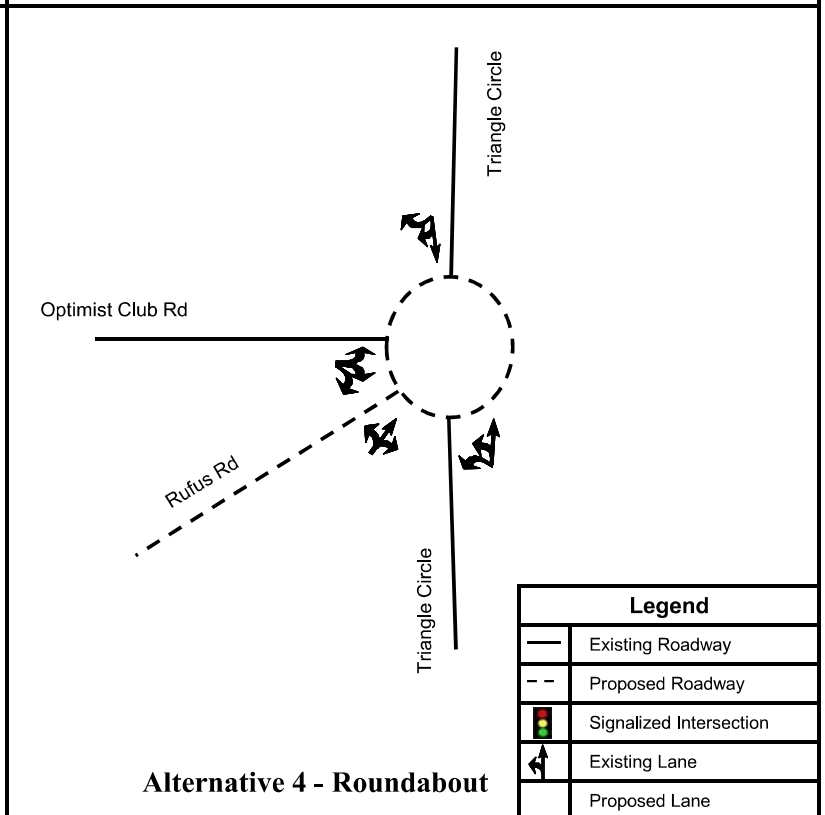 Triangle Circle
Optimist Club Rd
Rufus Rd
Triangle Circle
Legend
Existing Roadway
Proposed Roadway
Signalized Intersection
Existing Lane
Proposed Lane
Alternative 4 - Roundabout